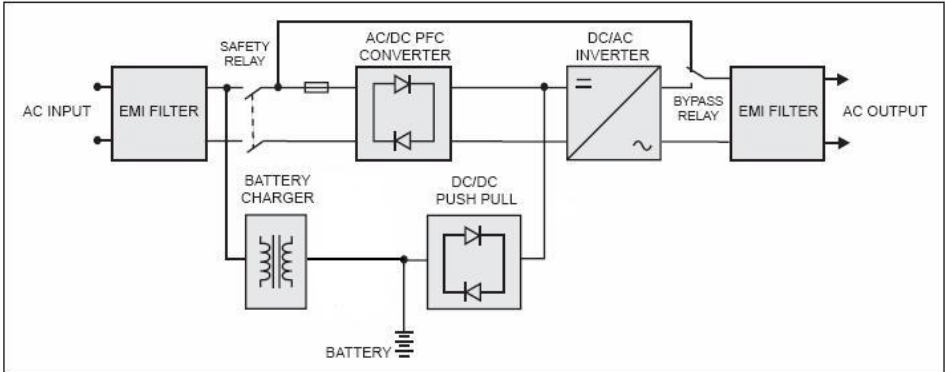 SAFETY
RELAY
AC/DC PFC
CONVERTER
DC/AC
INVERTER
AC INPUT
EMI FILTER
BYPASS
RELAY
EMI FILTER
AC OUTPUT
BATTERY
CHARGER
DC/DC
PUSH PULL
BATTERY